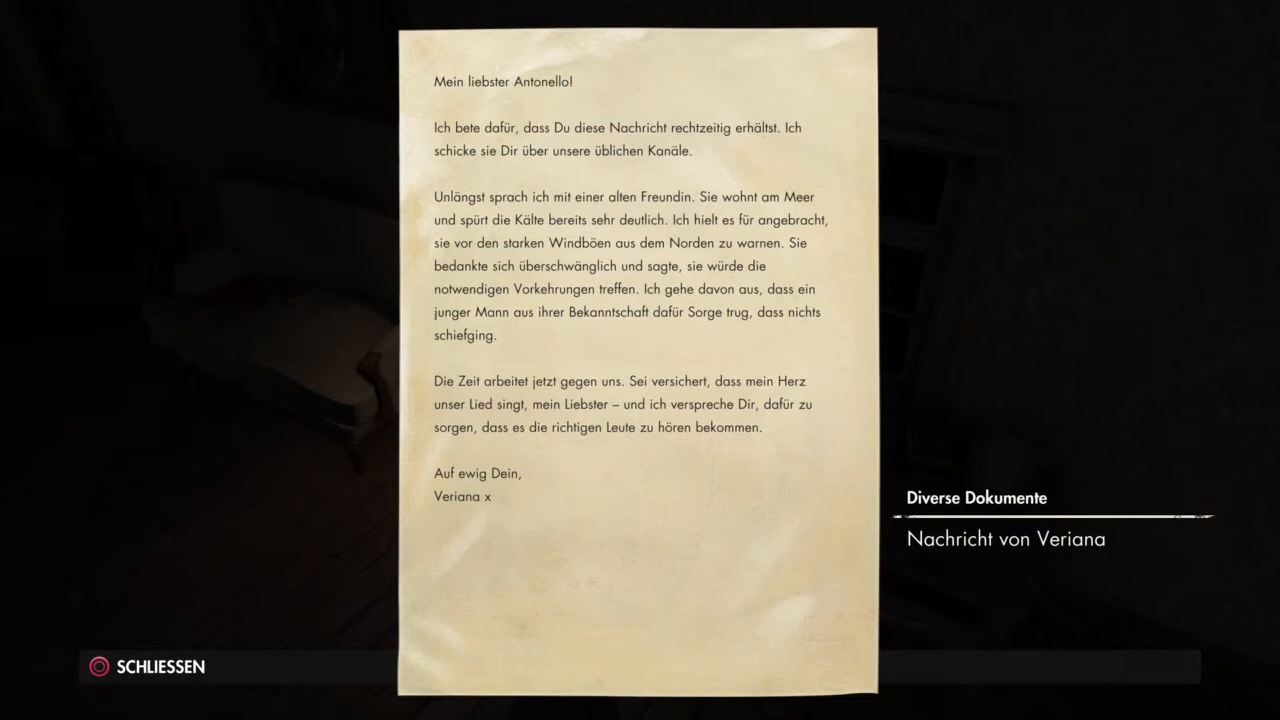 Mein liebster Antonello!
Ich bete dafür, dass Du diese Nachricht rechtzeitig erhältst. Ich
schicke sie Dir über unsere üblichen Kanäle.
Unlängst sprach ich mit einer alten Freundin. Sie wohnt am Meer
und spürt die Kälte bereits sehr deutlich. Ich hielt es für angebracht,
sie vor den starken Windböen aus dem Norden zu warnen. Sie
bedankte sich überschwänglich und sagte, sie würde die
notwendigen Vorkehrungen treffen. Ich gehe davon aus, dass ein
junger Mann aus ihrer Bekanntschaft dafür Sorge trug, dass nichts
schiefging.
Die Zeit arbeitet jetzt gegen uns. Sei versichert, dass mein Herz
unser Lied singt, mein Liebster – und ich verspreche Dir, dafür zu
sorgen, dass es die richtigen Leute zu hören bekommen.
Auf ewig Dein,
Veriana x
Diverse Dokumente
Nachricht von Veriana
SCHLIESSEN